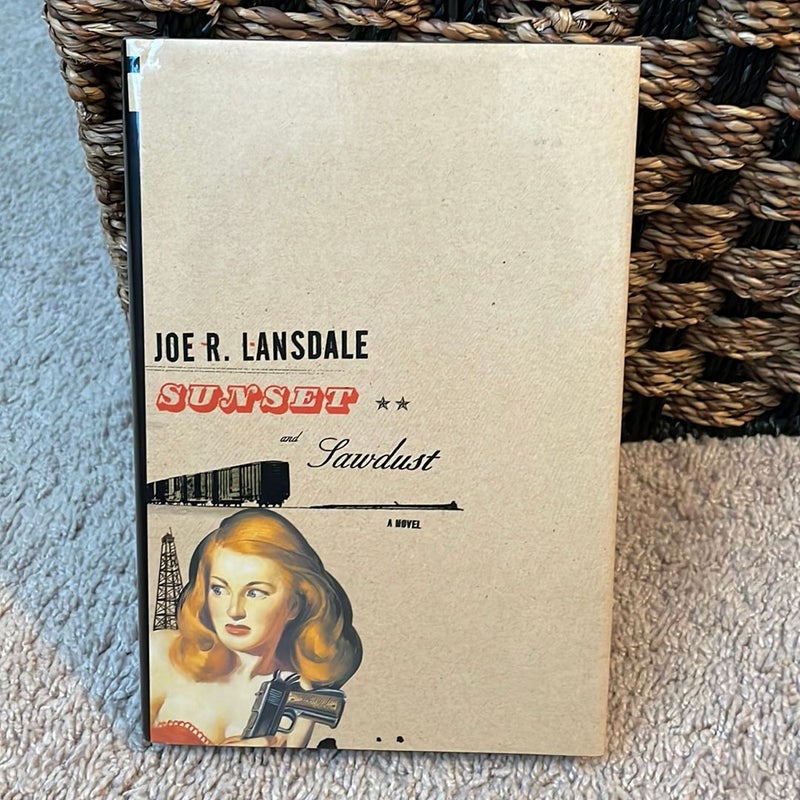 JOE R. LANSDALE
SUNSET
and Sawdust
A NOVEL